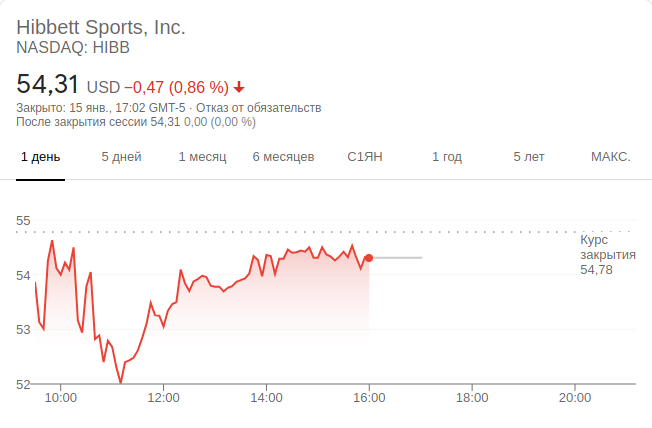 Hibbett Sports, Inc.
NASDAQ: HIBB
54,31 USD −0,47 (0,86 %)
Закрыто: 15 янв., 17:02 GMT-5 · Отказ от обязательств
После закрытия сессии 54,31 0,00 (0,00 %)
1 день 5 дней 1 месяц 6 месяцев С1ЯН 1 год 5 лет МАКС.
55
Курс
закрытия
54,78
54
53
52
10:00 12:00 14:00 16:00 18:00 20:00